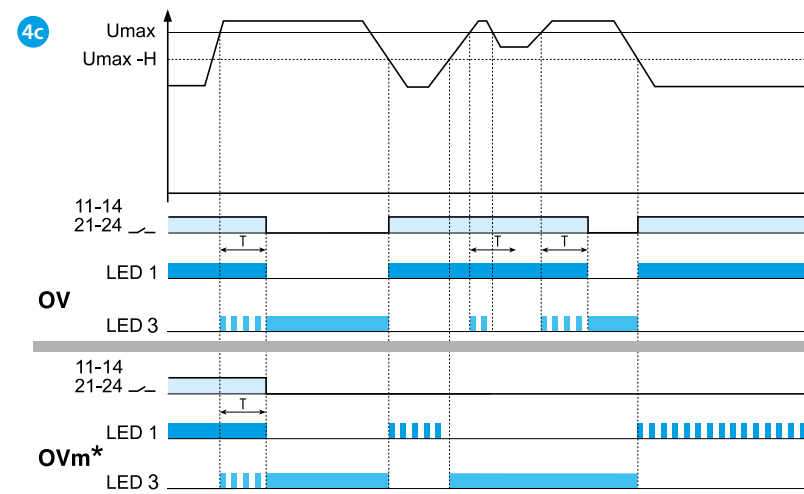 4c
Umax
Umax -H
11-14
21-24
T
T
T
LED 1
OV
LED 3
11-14
21-24
T
LED 1
OVm*
LED 3